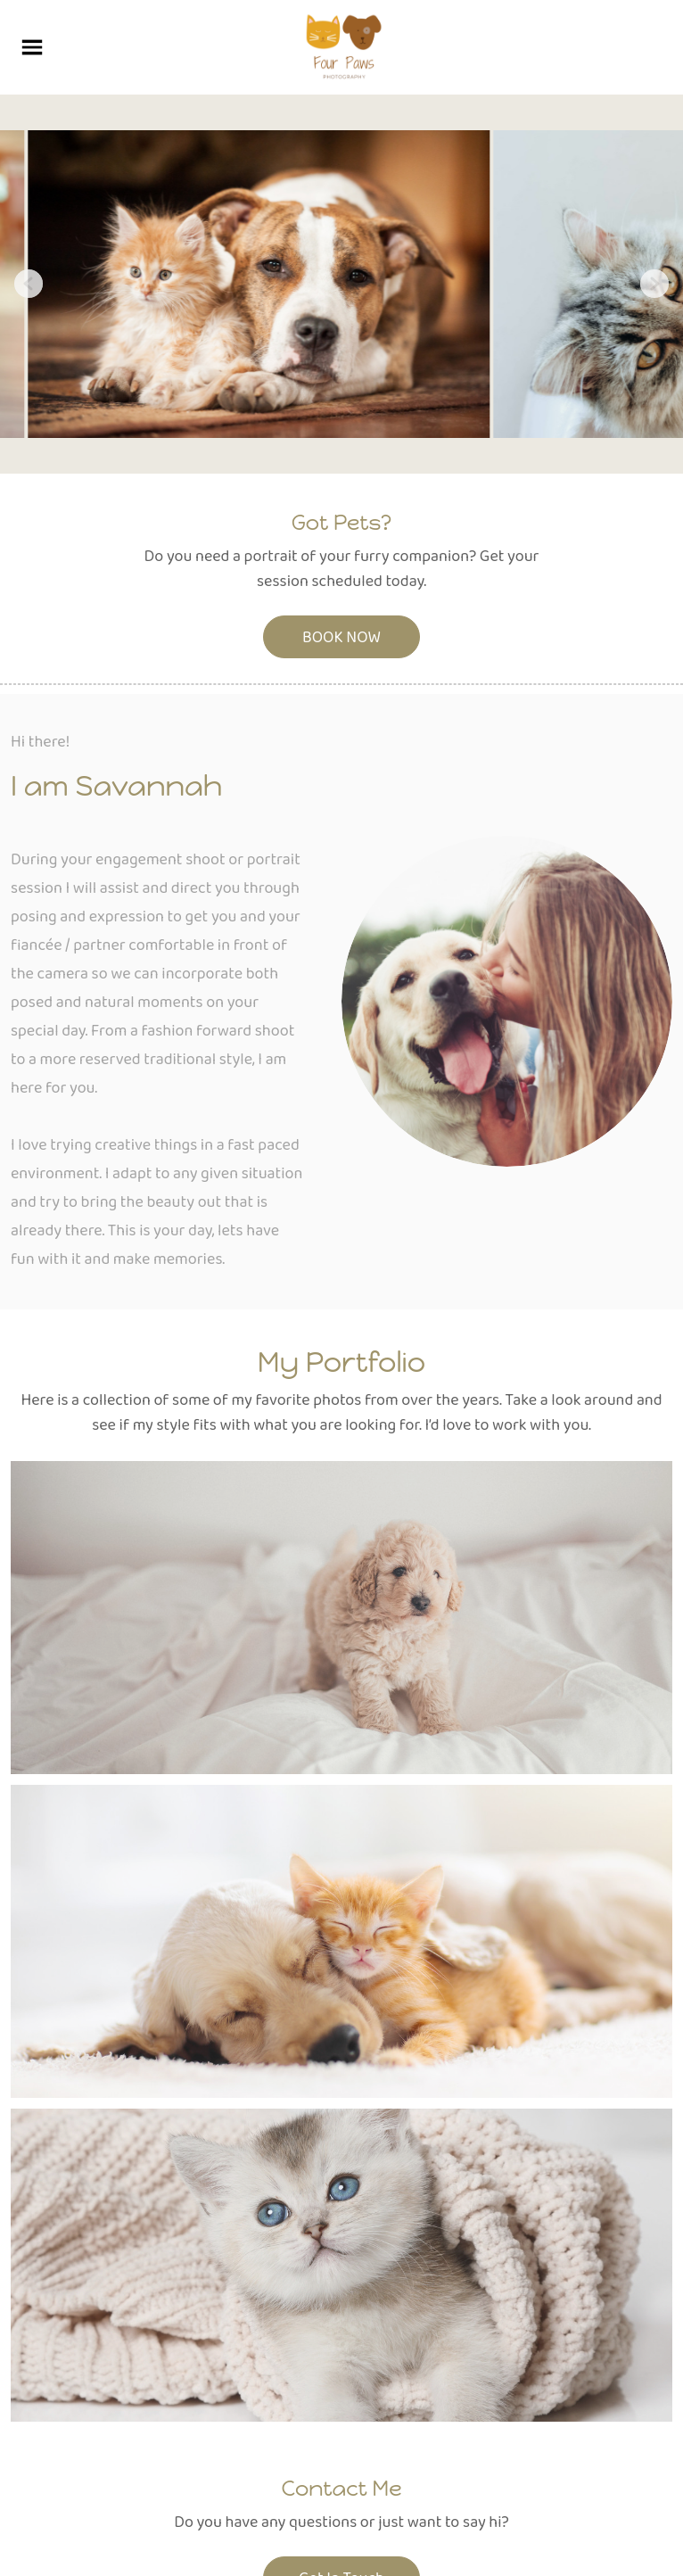 Four Paws
PHOTOGRAPHY
Got Pets?
Do you need a portrait of your furry companion? Get your
session scheduled today.
BOOK NOW
Hi there!
I am Savannah
During your engagement shoot or portrait
session I will assist and direct you through
posing and expression to get you and your
fiancée / partner comfortable in front of
the camera so we can incorporate both
posed and natural moments on your
special day. From a fashion forward shoot
to a more reserved traditional style, I am
here for you.
I love trying creative things in a fast paced
environment. I adapt to any given situation
and try to bring the beauty out that is
already there. This is your day, lets have
fun with it and make memories.
My Portfolio
Here is a collection of some of my favorite photos from over the years. Take a look around and
see if my style fits with what you are looking for. I'd love to work with you.
Contact Me
Do you have any questions or just want to say hi?
Get In Touch